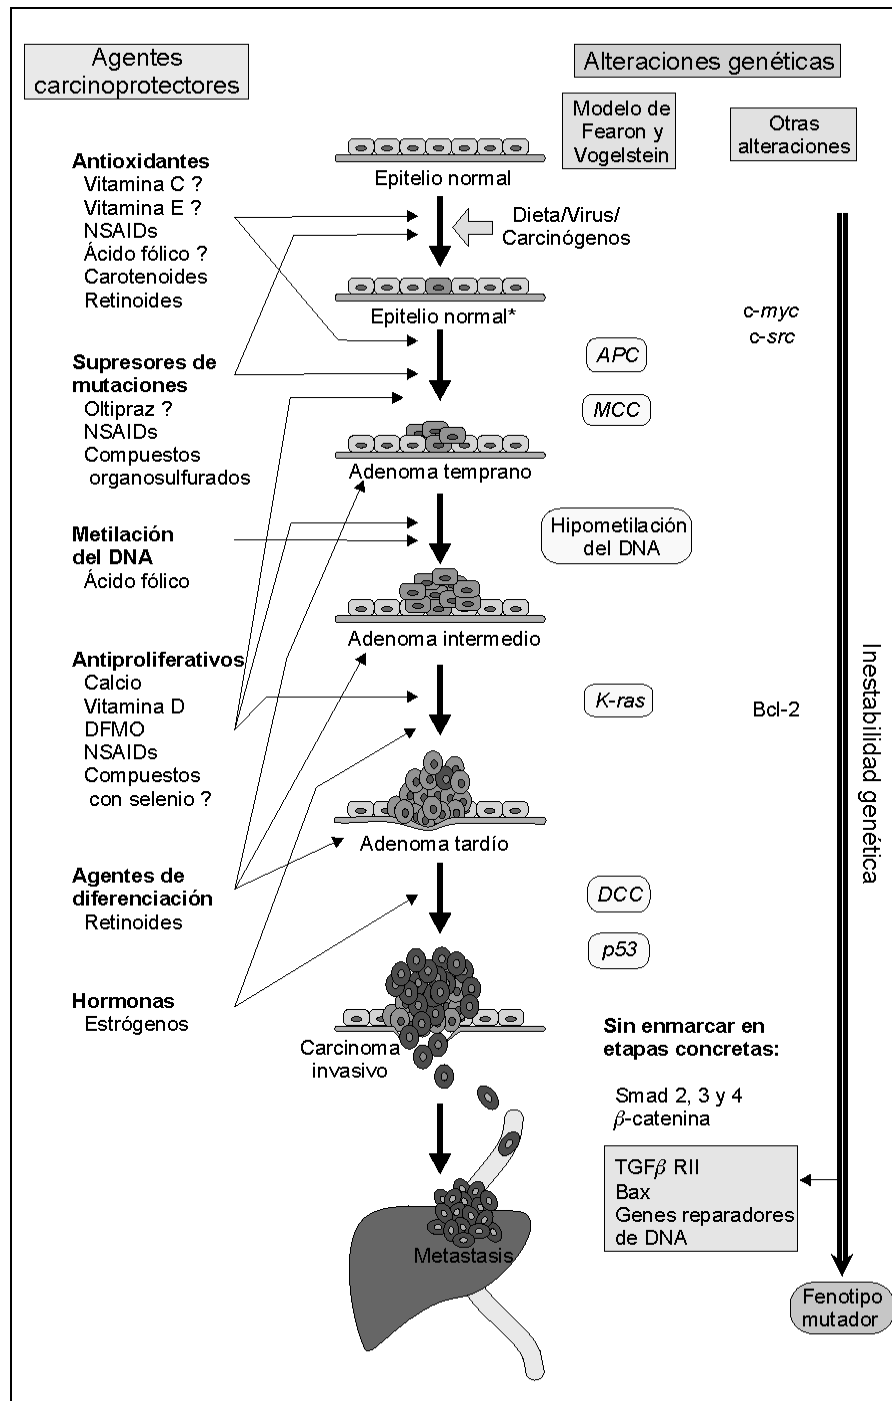 Agentes
carcinoprotectores
Antioxidantes
Vitamina C ?
Vitamina E ?
NSAIDs
Ácido fólico ?
Carotenoides
Retinoides
Supresores de
mutaciones
Oltipraz ?
NSAIDs
Compuestos
organosulfurados
Metilación
del DNA
Ácido fólico
Antiproliferativos
Calcio
Vitamina D
DFMO
NSAIDs
Compuestos
con selenio ?
Agentes de
diferenciación
Retinoides
Hormonas
Estrógenos
Epitelio normal
Dieta/Virus/
Carcinógenos
Epitelio normal*
Adenoma temprano
Adenoma intermedio
Adenoma tardío
Carcinoma
invasivo
Metastasis
Alteraciones genéticas
Modelo de
Fearon y
Vogelstein
APC
MCC
Hipometilación
del DNA
K-ras
DCC
p53
Otras
alteraciones
c-myc
c-src
Bcl-2
Sin enmarcar en
etapas concretas:
Smad 2, 3 y 4
β-catenina
TGFβ RII
Bax
Genes reparadores
de DNA
Inestabilidad genética
Fenotipo
mutador